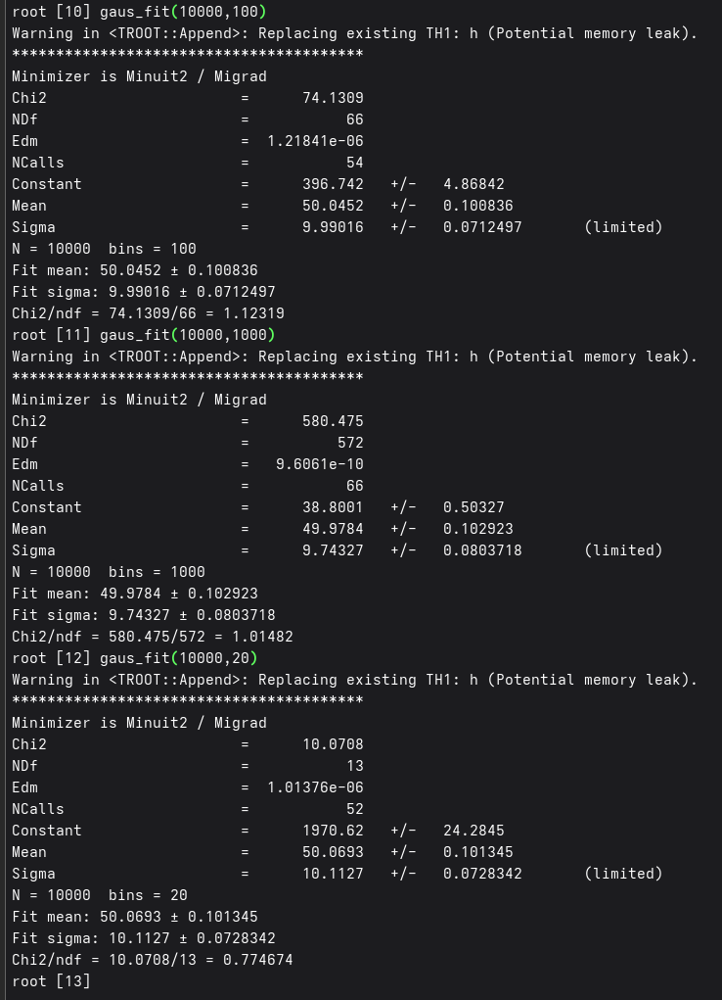 root [10] gaus_fit(10000,100)
Warning in <TROOT::Append>: Replacing existing TH1: h (Potential memory leak).
****************************************
Minimizer is Minuit2 / Migrad
Chi2                      =      74.1309
NDf                       =           66
Edm                       =  1.21841e-06
NCalls                    =           54
Constant                  =      396.742   +/-   4.86842
Mean                      =      50.0452   +/-   0.100836
Sigma                     =      9.99016   +/-   0.0712497       (limited)
N = 10000  bins = 100
Fit mean: 50.0452 ± 0.100836
Fit sigma: 9.99016 ± 0.0712497
Chi2/ndf = 74.1309/66 = 1.12319
root [11] gaus_fit(10000,1000)
Warning in <TROOT::Append>: Replacing existing TH1: h (Potential memory leak).
****************************************
Minimizer is Minuit2 / Migrad
Chi2                      =      580.475
NDf                       =          572
Edm                       =   9.6061e-10
NCalls                    =           66
Constant                  =      38.8001   +/-   0.50327
Mean                      =      49.9784   +/-   0.102923
Sigma                     =      9.74327   +/-   0.0803718       (limited)
N = 10000  bins = 1000
Fit mean: 49.9784 ± 0.102923
Fit sigma: 9.74327 ± 0.0803718
Chi2/ndf = 580.475/572 = 1.01482
root [12] gaus_fit(10000,20)
Warning in <TROOT::Append>: Replacing existing TH1: h (Potential memory leak).
****************************************
Minimizer is Minuit2 / Migrad
Chi2                      =      10.0708
NDf                       =           13
Edm                       =  1.01376e-06
NCalls                    =           52
Constant                  =      1970.62   +/-   24.2845
Mean                      =      50.0693   +/-   0.101345
Sigma                     =      10.1127   +/-   0.0728342       (limited)
N = 10000  bins = 20
Fit mean: 50.0693 ± 0.101345
Fit sigma: 10.1127 ± 0.0728342
Chi2/ndf = 10.0708/13 = 0.774674
root [13]